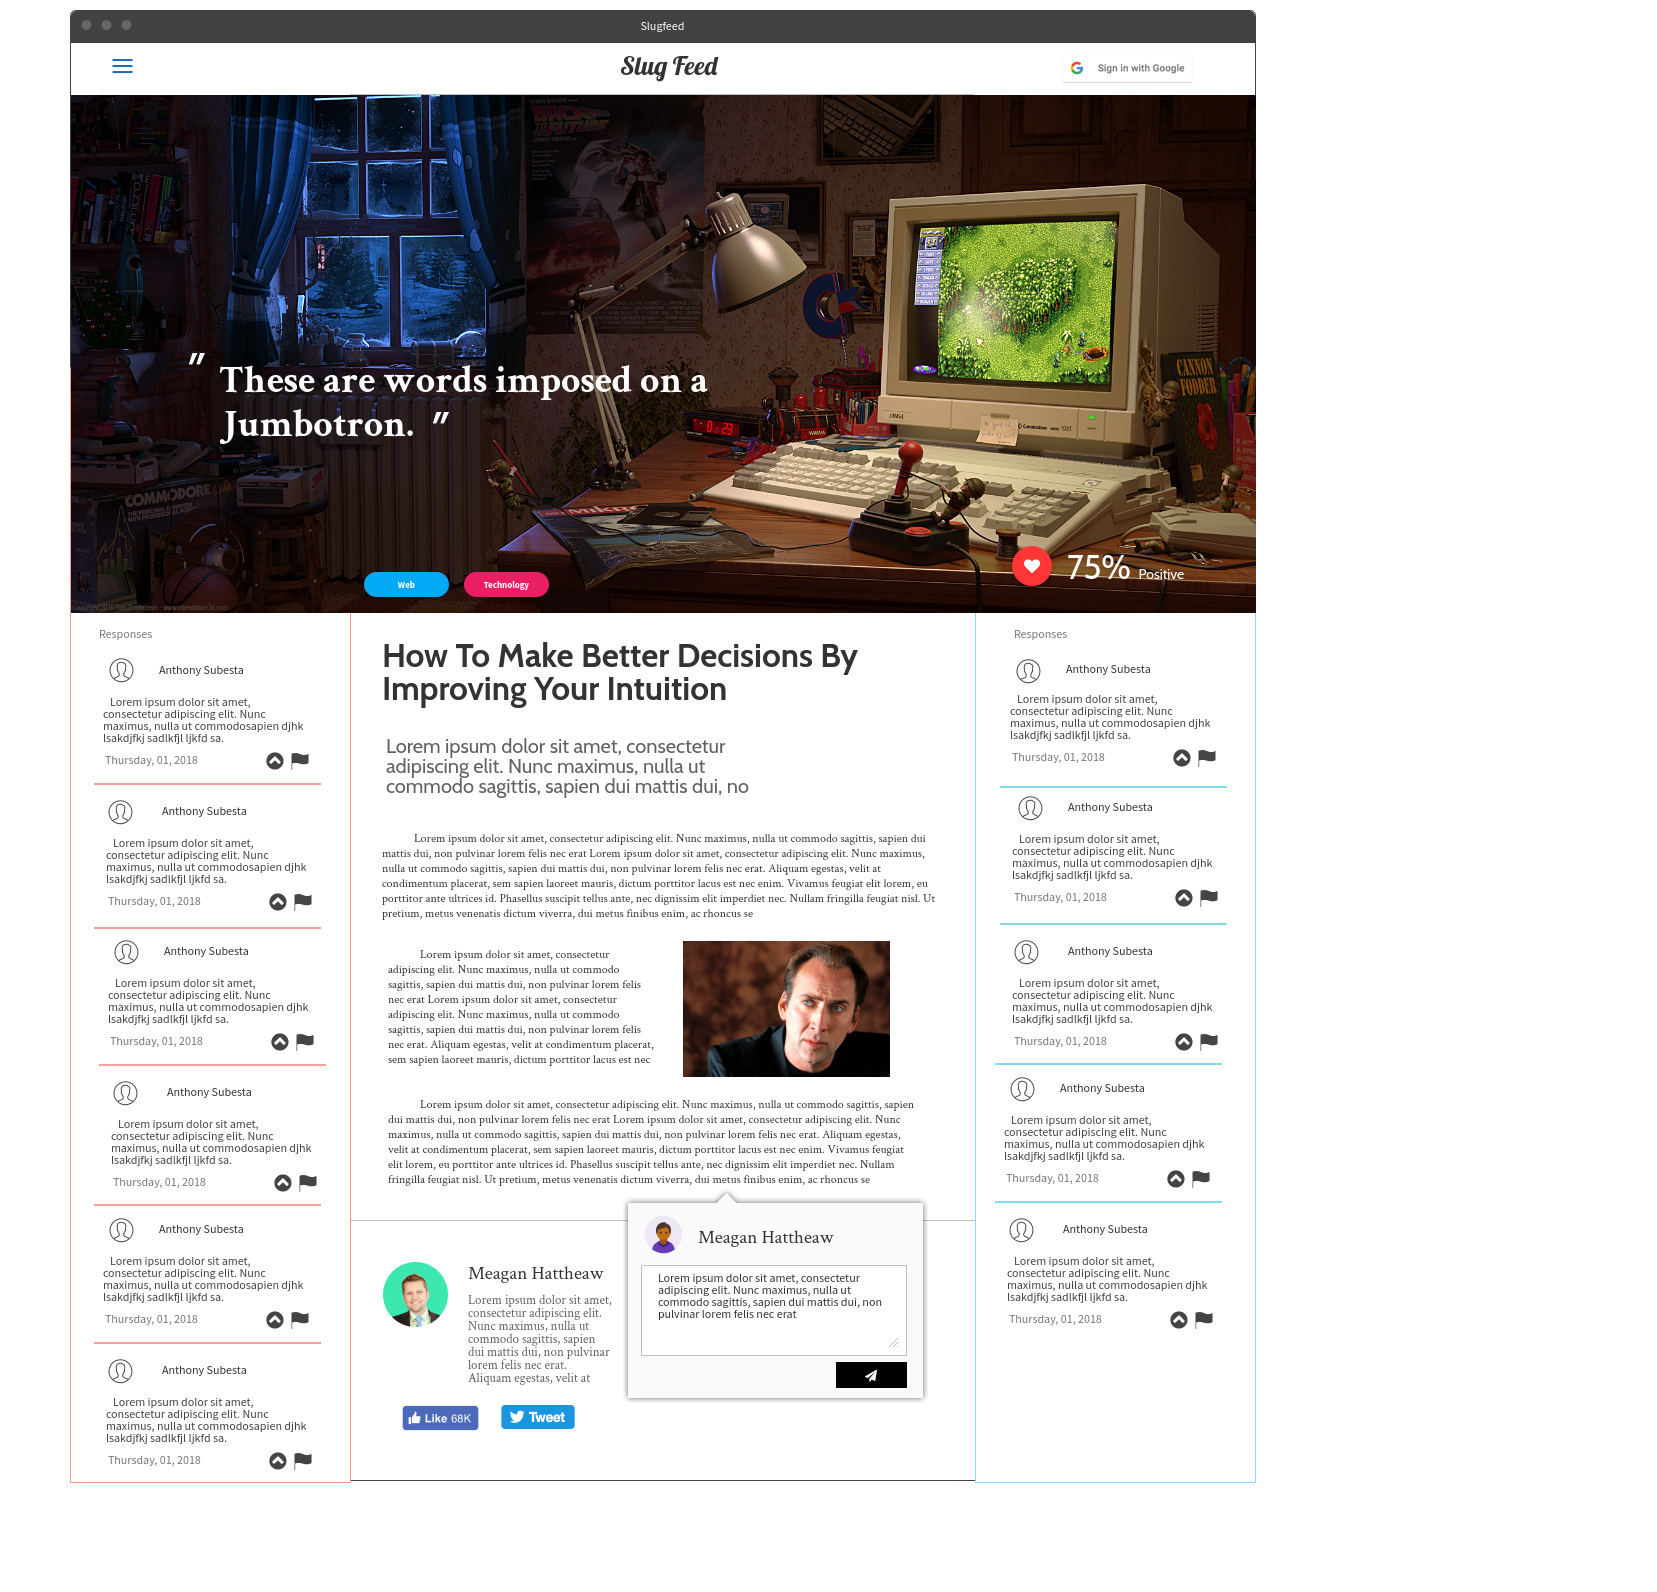 Slugfeed
Slug Feed
Sign in with Google
BACK TO THE FUTURE
" These are words imposed on a
Jumbotron. "
CANNON
FODDER
COMMODORE
AMIGA
Commodore
0:23
Web
Technology
75% Positive
Responses
Anthony Subesta
Lorem ipsum dolor sit amet,
consectetur adipiscing elit. Nunc
maximus, nulla ut commodosapien djhk
lsakdjfkj sadlkfjl ljkfd sa.
Thursday, 01, 2018
Anthony Subesta
Lorem ipsum dolor sit amet,
consectetur adipiscing elit. Nunc
maximus, nulla ut commodosapien djhk
lsakdjfkj sadlkfjl ljkfd sa.
Thursday, 01, 2018
Anthony Subesta
Lorem ipsum dolor sit amet,
consectetur adipiscing elit. Nunc
maximus, nulla ut commodosapien djhk
lsakdjfkj sadlkfjl ljkfd sa.
Thursday, 01, 2018
Anthony Subesta
Lorem ipsum dolor sit amet,
consectetur adipiscing elit. Nunc
maximus, nulla ut commodosapien djhk
lsakdjfkj sadlkfjl ljkfd sa.
Thursday, 01, 2018
Anthony Subesta
Lorem ipsum dolor sit amet,
consectetur adipiscing elit. Nunc
maximus, nulla ut commodosapien djhk
lsakdjfkj sadlkfjl ljkfd sa.
Thursday, 01, 2018
Anthony Subesta
Lorem ipsum dolor sit amet,
consectetur adipiscing elit. Nunc
maximus, nulla ut commodosapien djhk
lsakdjfkj sadlkfjl ljkfd sa.
Thursday, 01, 2018
How To Make Better Decisions By
Improving Your Intuition
Lorem ipsum dolor sit amet, consectetur
adipiscing elit. Nunc maximus, nulla ut
commodo sagittis, sapien dui mattis dui, no
Lorem ipsum dolor sit amet, consectetur adipiscing elit. Nunc maximus, nulla ut commodo sagittis, sapien dui
mattis dui, non pulvinar lorem felis nec erat Lorem ipsum dolor sit amet, consectetur adipiscing elit. Nunc maximus,
nulla ut commodo sagittis, sapien dui mattis dui, non pulvinar lorem felis nec erat. Aliquam egestas, velit at
condimentum placerat, sem sapien laoreet mauris, dictum porttitor lacus est nec enim. Vivamus feugiat elit lorem, eu
porttitor ante ultrices id. Phasellus suscipit tellus ante, nec dignissim elit imperdiet nec. Nullam fringilla feugiat nisl. Ut
pretium, metus venenatis dictum viverra, dui metus finibus enim, ac rhoncus se
Lorem ipsum dolor sit amet, consectetur
adipiscing elit. Nunc maximus, nulla ut commodo
sagittis, sapien dui mattis dui, non pulvinar lorem felis
nec erat Lorem ipsum dolor sit amet, consectetur
adipiscing elit. Nunc maximus, nulla ut commodo
sagittis, sapien dui mattis dui, non pulvinar lorem felis
nec erat. Aliquam egestas, velit at condimentum placerat,
sem sapien laoreet mauris, dictum porttitor lacus est nec
Lorem ipsum dolor sit amet, consectetur adipiscing elit. Nunc maximus, nulla ut commodo sagittis, sapien
dui mattis dui, non pulvinar lorem felis nec erat Lorem ipsum dolor sit amet, consectetur adipiscing elit. Nunc
maximus, nulla ut commodo sagittis, sapien dui mattis dui, non pulvinar lorem felis nec erat. Aliquam egestas,
velit at condimentum placerat, sem sapien laoreet mauris, dictum porttitor lacus est nec enim. Vivamus feugiat
elit lorem, eu porttitor ante ultrices id. Phasellus suscipit tellus ante, nec dignissim elit imperdiet nec. Nullam
fringilla feugiat nisl. Ut pretium, metus venenatis dictum viverra, dui metus finibus enim, ac rhoncus se
Meagan Hattheaw
Lorem ipsum dolor sit amet,
consectetur adipiscing elit.
Nunc maximus, nulla ut
commodo sagittis, sapien
dui mattis dui, non pulvinar
lorem felis nec erat.
Aliquam egestas, velit at
Like 68K
Tweet
Meagan Hattheaw
Lorem ipsum dolor sit amet, consectetur
adipiscing elit. Nunc maximus, nulla ut
commodo sagittis, sapien dui mattis dui, non
pulvinar lorem felis nec erat
Responses
Anthony Subesta
Lorem ipsum dolor sit amet,
consectetur adipiscing elit. Nunc
maximus, nulla ut commodosapien djhk
lsakdjfkj sadlkfjl ljkfd sa.
Thursday, 01, 2018
Anthony Subesta
Lorem ipsum dolor sit amet,
consectetur adipiscing elit. Nunc
maximus, nulla ut commodosapien djhk
lsakdjfkj sadlkfjl ljkfd sa.
Thursday, 01, 2018
Anthony Subesta
Lorem ipsum dolor sit amet,
consectetur adipiscing elit. Nunc
maximus, nulla ut commodosapien djhk
lsakdjfkj sadlkfjl ljkfd sa.
Thursday, 01, 2018
Anthony Subesta
Lorem ipsum dolor sit amet,
consectetur adipiscing elit. Nunc
maximus, nulla ut commodosapien djhk
lsakdjfkj sadlkfjl ljkfd sa.
Thursday, 01, 2018
Anthony Subesta
Lorem ipsum dolor sit amet,
consectetur adipiscing elit. Nunc
maximus, nulla ut commodosapien djhk
lsakdjfkj sadlkfjl ljkfd sa.
Thursday, 01, 2018